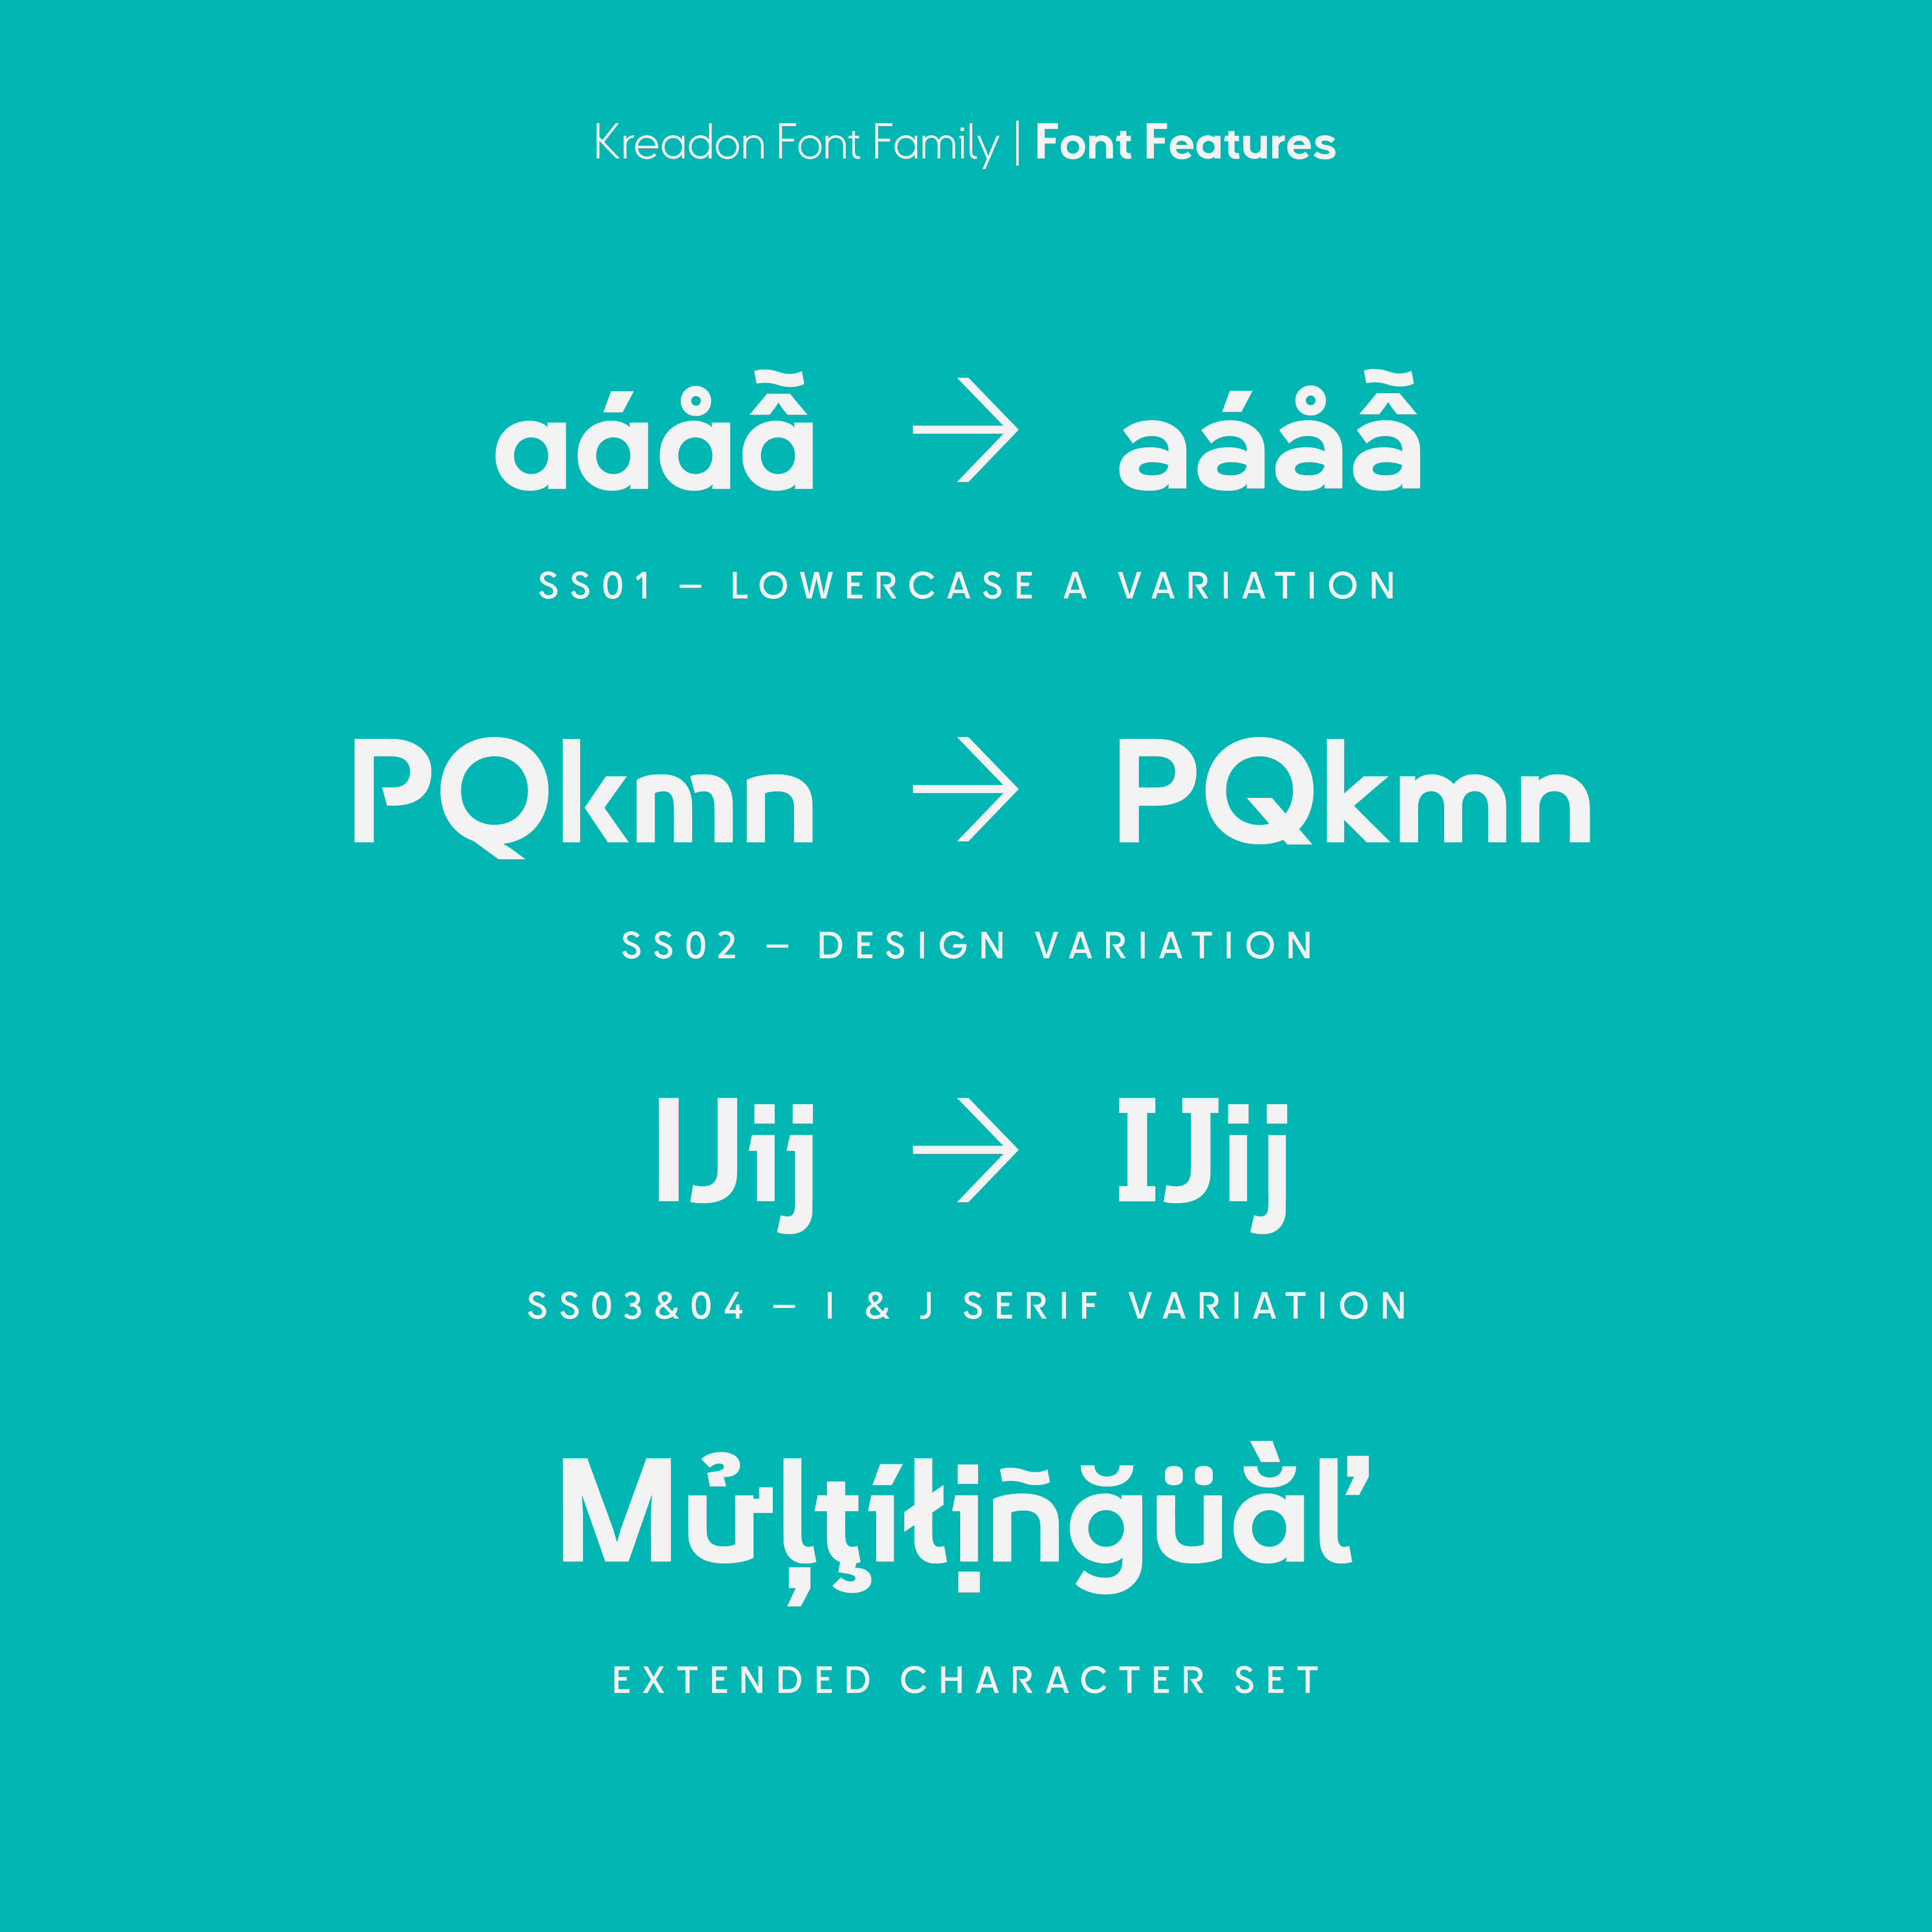 Kreadon Font Family | Font Features
aáåẫ → aáåẫ
SS01 – LOWERCASE A VARIATION
PQkmn → PQkmn
SS02 – DESIGN VARIATION
IJij → IJij
SS03&04 – I & J SERIF VARIATION
Mửļţíłịñğüằľ
EXTENDED CHARACTER SET